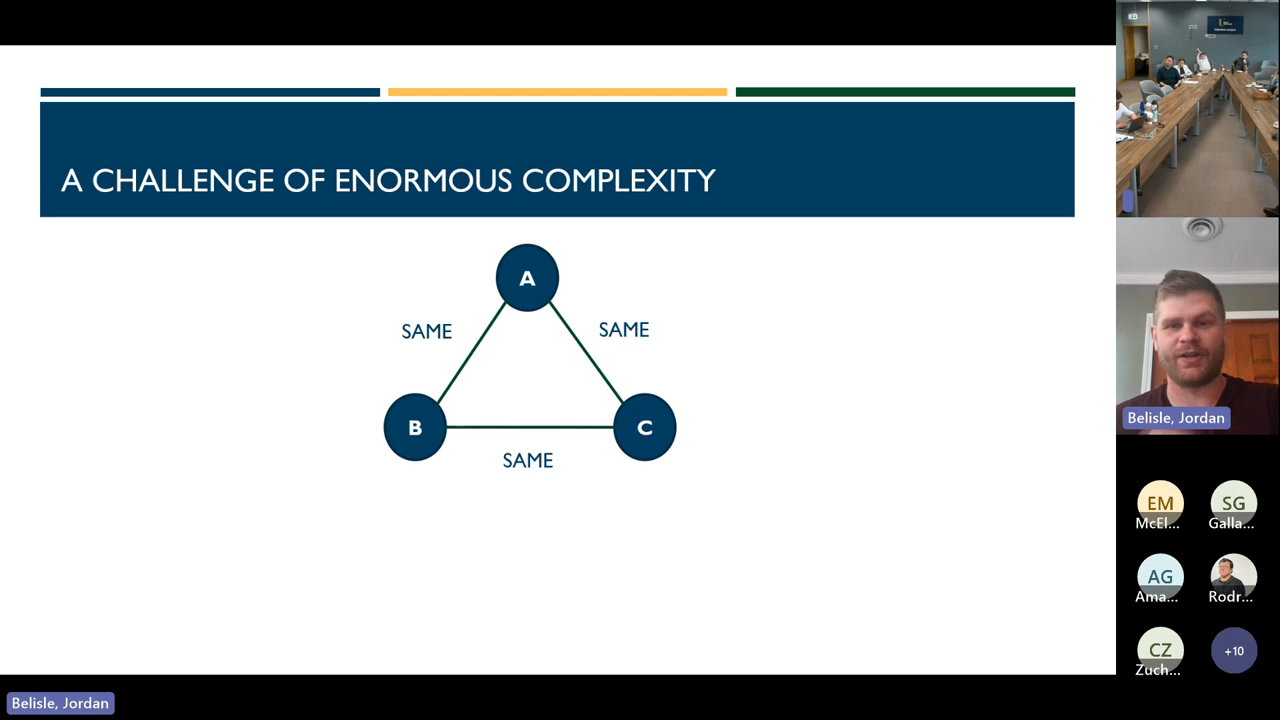 A CHALLENGE OF ENORMOUS COMPLEXITY
A
SAME
SAME
B
C
SAME
Belisle, Jordan
EM
SG
McEl...
Galla...
AG
Ama...
Rodr...
CZ
+10
Zuch...
Belisle, Jordan